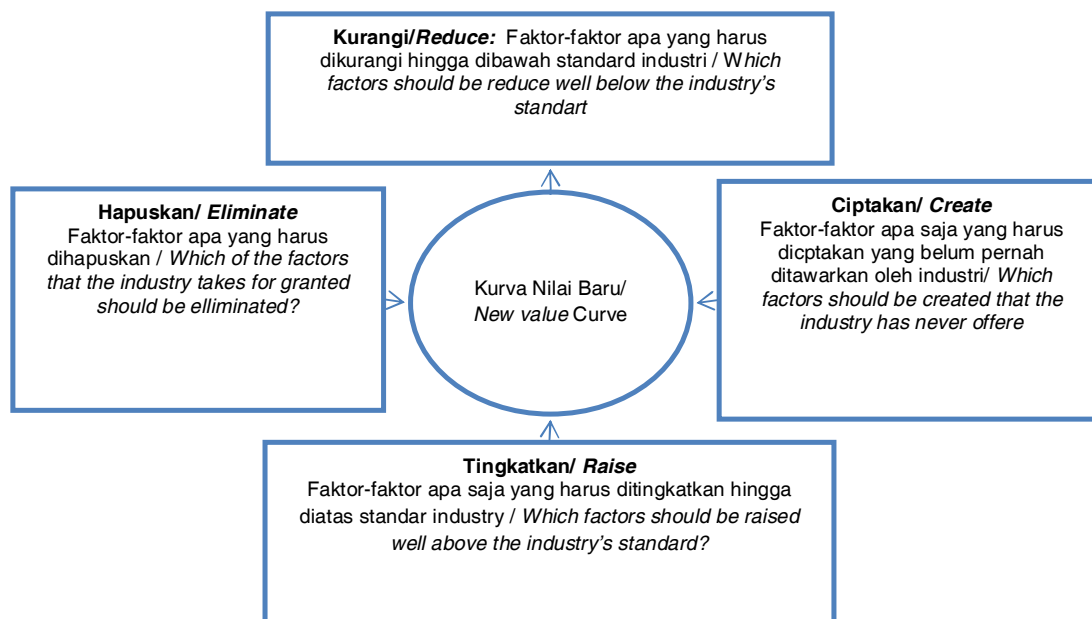 Kurangi/Reduce: Faktor-faktor apa yang harus
dikurangi hingga dibawah standard industri / Which
factors should be reduce well below the industry's
standart
Hapuskan/ Eliminate
Faktor-faktor apa yang harus
dihapuskan / Which of the factors
that the industry takes for granted
should be elliminated?
Kurva Nilai Baru/
New value Curve
Ciptakan/ Create
Faktor-faktor apa saja yang harus
dicptakan yang belum pernah
ditawarkan oleh industri/ Which
factors should be created that the
industry has never offere
Tingkatkan/ Raise
Faktor-faktor apa saja yang harus ditingkatkan hingga
diatas standar industry / Which factors should be raised
well above the industry's standard?